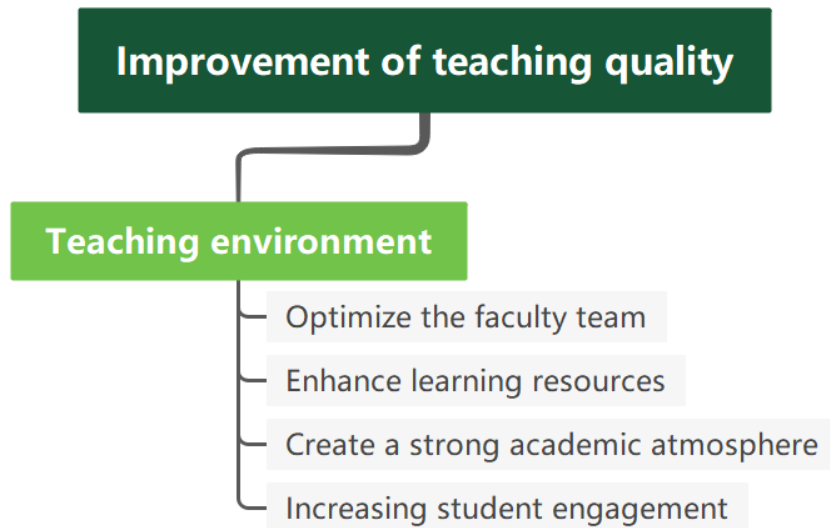 Improvement of teaching quality
Teaching environment
Optimize the faculty team
Enhance learning resources
Create a strong academic atmosphere
Increasing student engagement